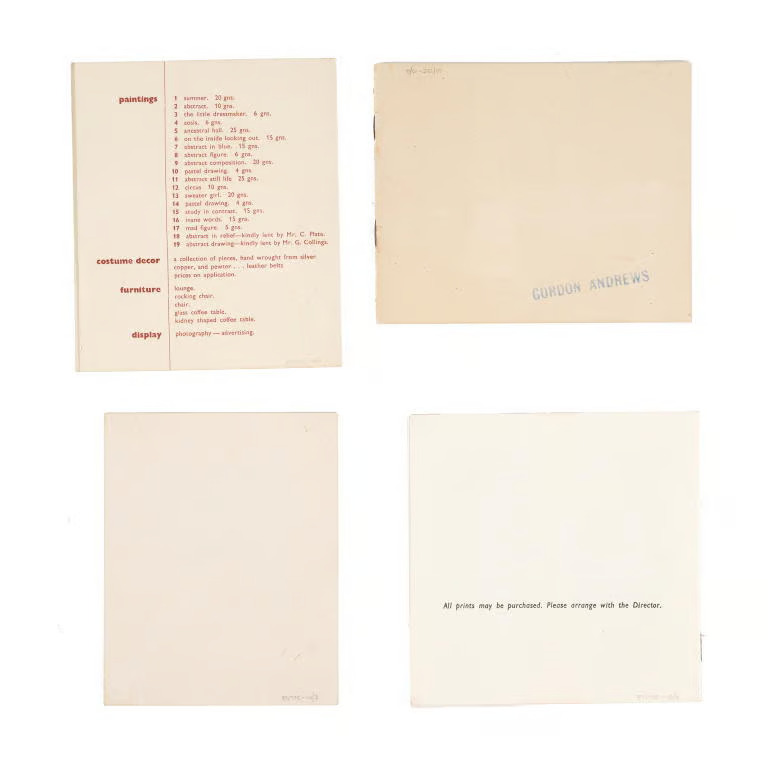 paintings
1 summer. 20 gns.
2 abstract. 10 gns.
3 the little dressmaker. 6 gns.
4 oasis. 6 gns.
5 ancestral hall. 25 gns.
6 on the inside looking out. 15 gns.
7 abstract in blue. 15 gns.
8 abstract figure. 6 gns.
9 abstract composition. 20 gns.
10 pastel drawing. 4 gns.
11 abstract still life 25 gns.
12 circus 10 gns.
13 sweater girl. 20 gns.
14 pastel drawing. 4 gns.
15 study in contrast. 15 gns.
16 inane words. 15 gns.
17 mad figure. 5 gns.
18 abstract in relief—kindly lent by Mr. C. Plate.
19 abstract drawing—kindly lent by Mr. G. Collings.
costume decor
a collection of pieces, hand wrought from silver
copper, and pewter . . . leather belts
prices on application.
furniture
lounge.
rocking chair.
chair.
glass coffee table.
kidney shaped coffee table.
display
photography — advertising.
GORDON ANDREWS
All prints may be purchased. Please arrange with the Director.